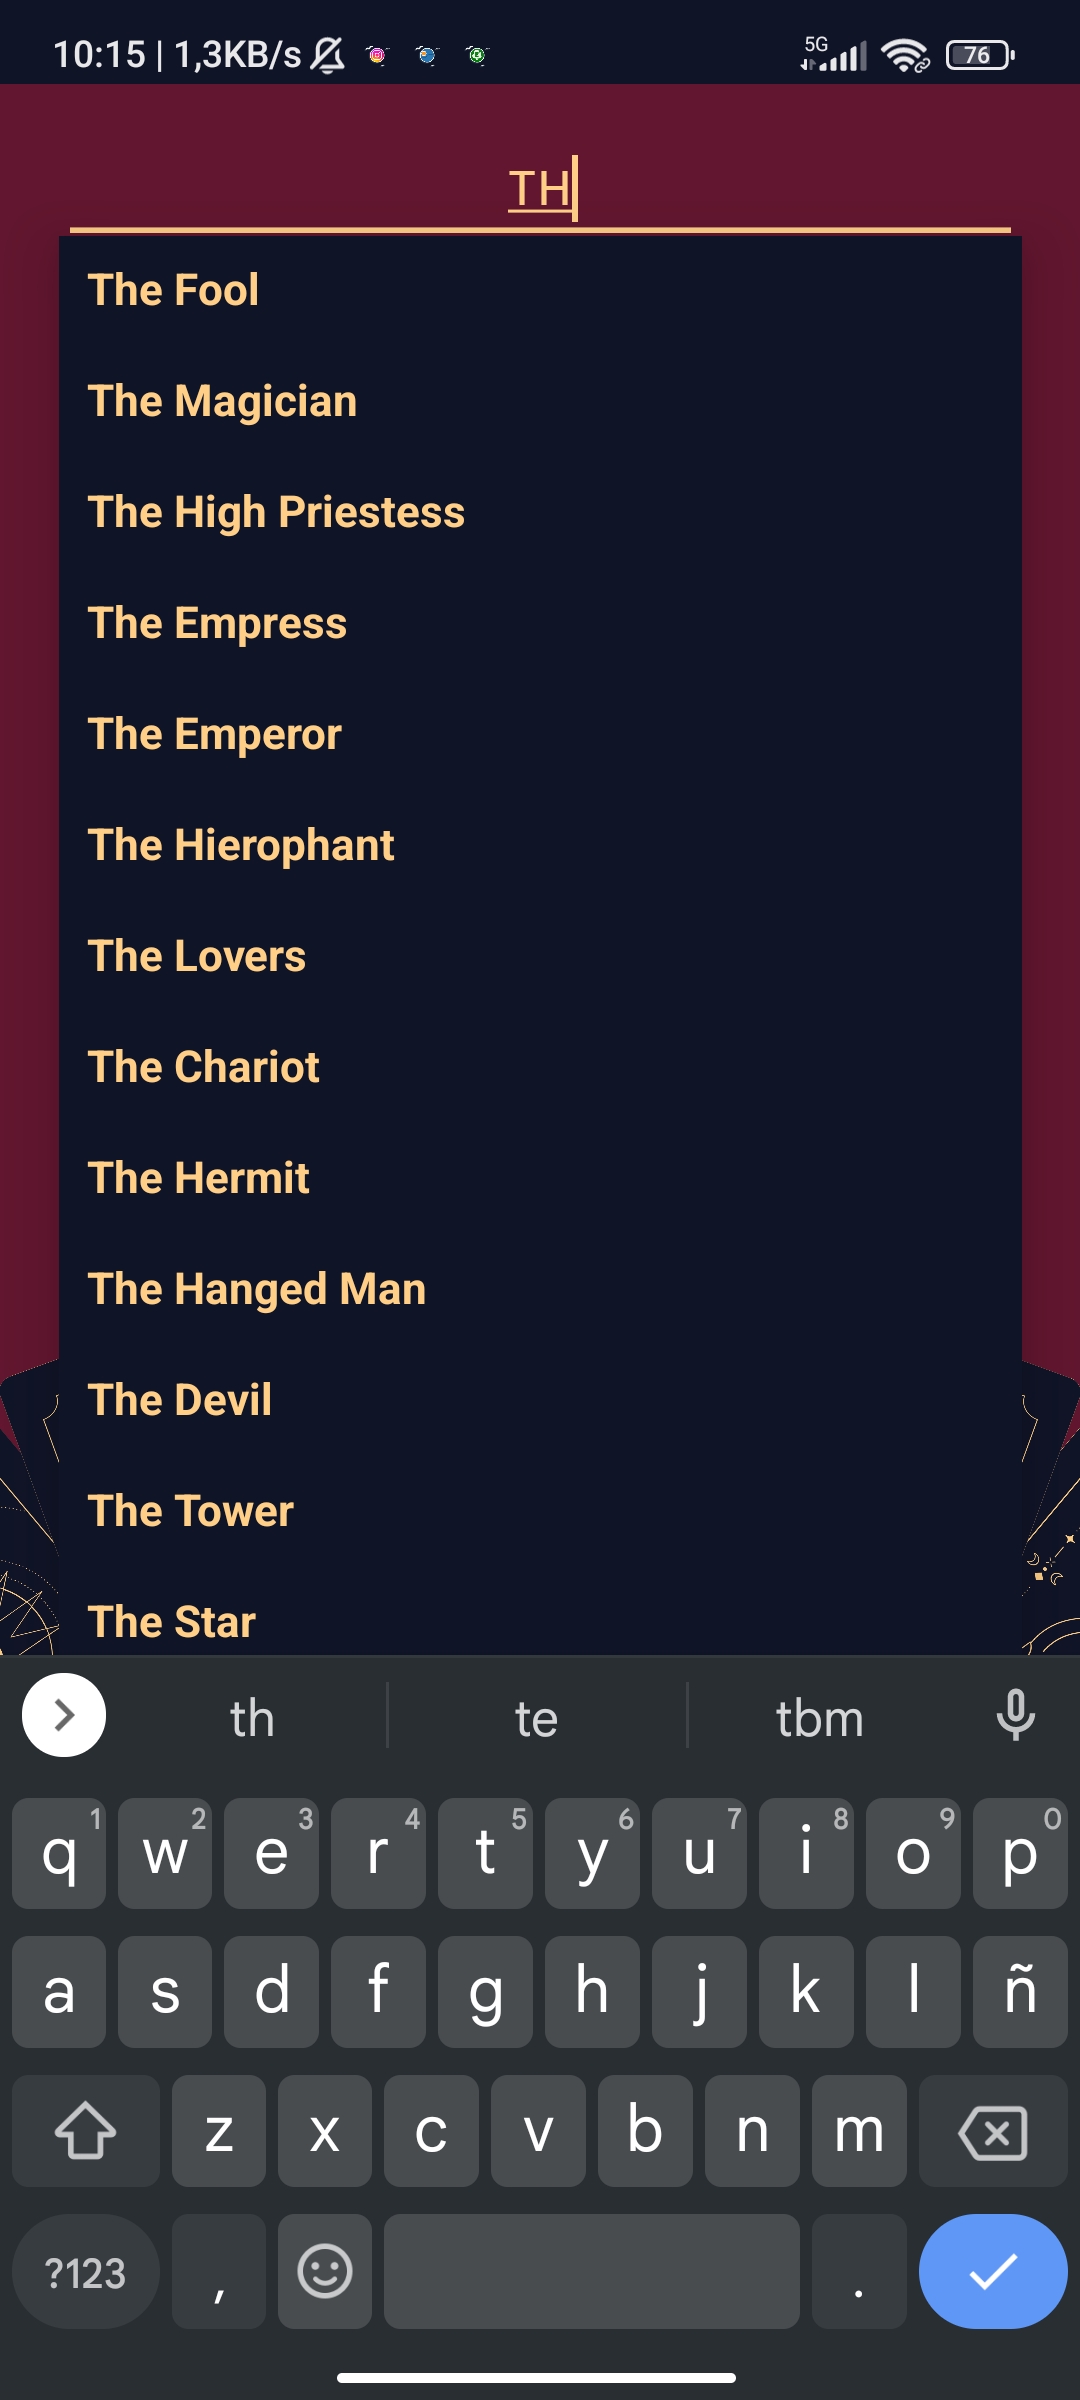 10:15 | 1,3KB/s 5G 76
TH
The Fool
The Magician
The High Priestess
The Empress
The Emperor
The Hierophant
The Lovers
The Chariot
The Hermit
The Hanged Man
The Devil
The Tower
The Star
th te tbm
q 1 w 2 e 3 r 4 t 5 y 6 u 7 i 8 o 9 p 0
a s d f g h j k l ñ
z x c v b n m
?123 , .